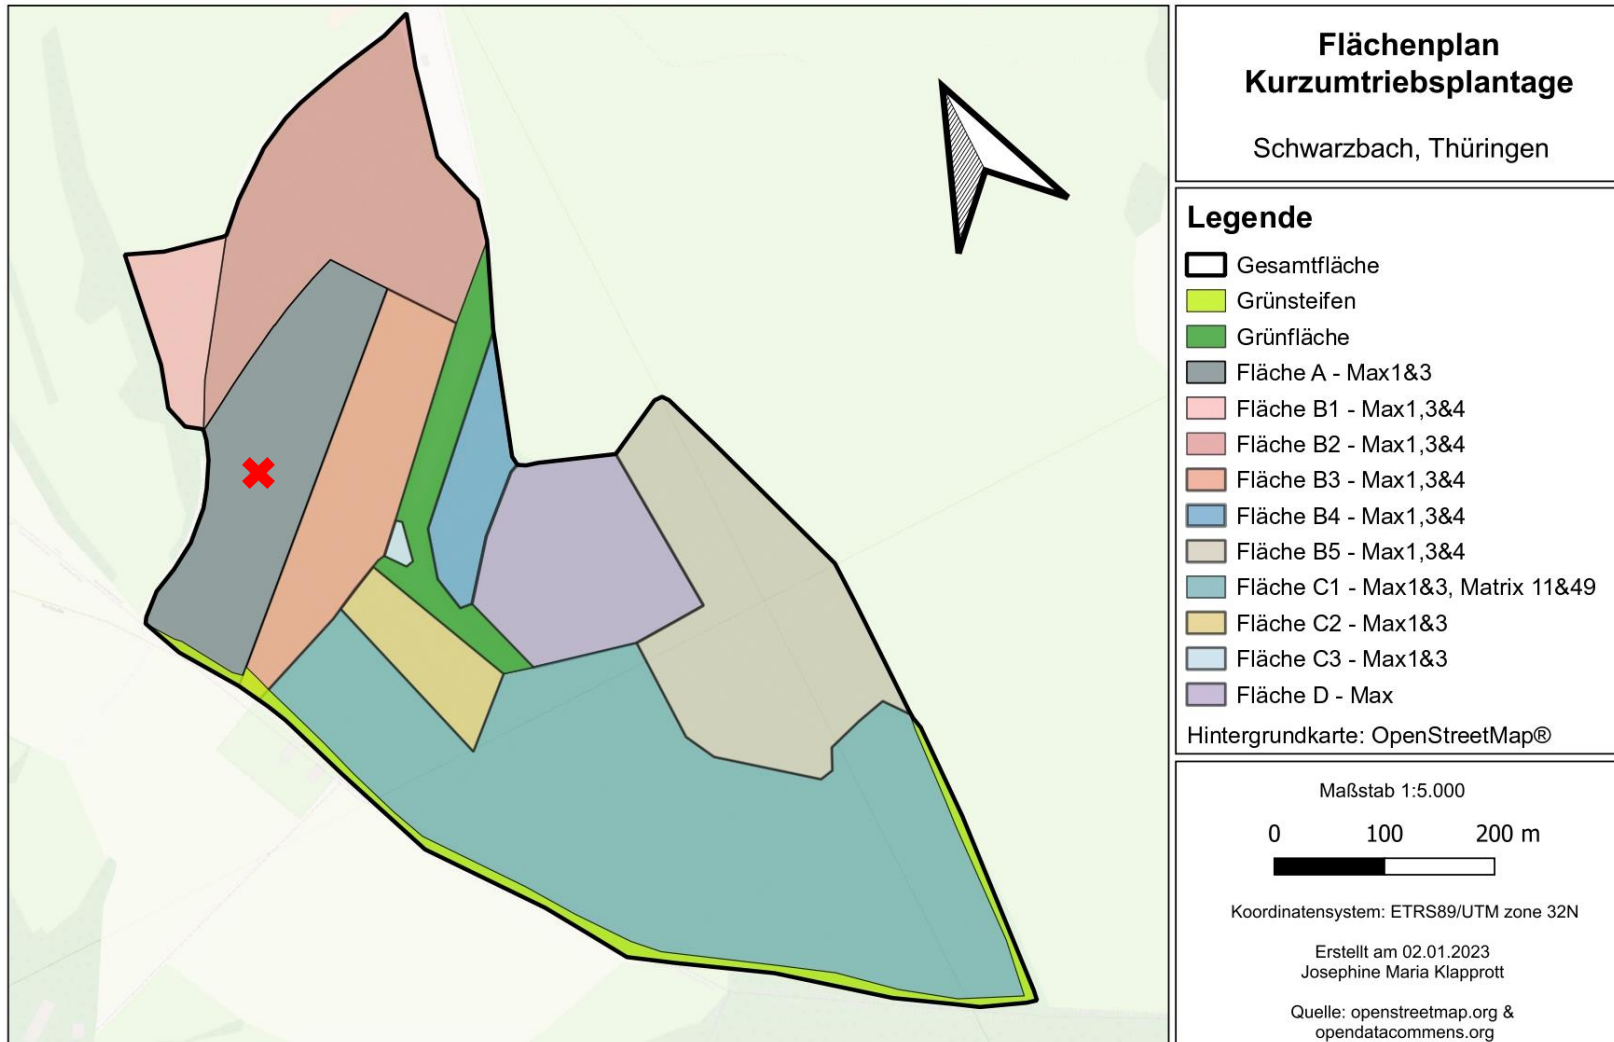 Flächenplan
Kurzumtriebsplantage
Schwarzbach, Thüringen
Legende
Gesamtfläche
Grünsteifen
Grünfläche
Fläche A - Max1&3
Fläche B1 - Max1,3&4
Fläche B2 - Max1,3&4
Fläche B3 - Max1,3&4
Fläche B4 - Max1,3&4
Fläche B5 - Max1,3&4
Fläche C1 - Max1&3, Matrix 11&49
Fläche C2 - Max1&3
Fläche C3 - Max1&3
Fläche D - Max
Hintergrundkarte: OpenStreetMap®
Maßstab 1:5.000
0 100 200 m
Koordinatensystem: ETRS89/UTM zone 32N
Erstellt am 02.01.2023
Josephine Maria Klapprott
Quelle: openstreetmap.org &
opendatacommens.org